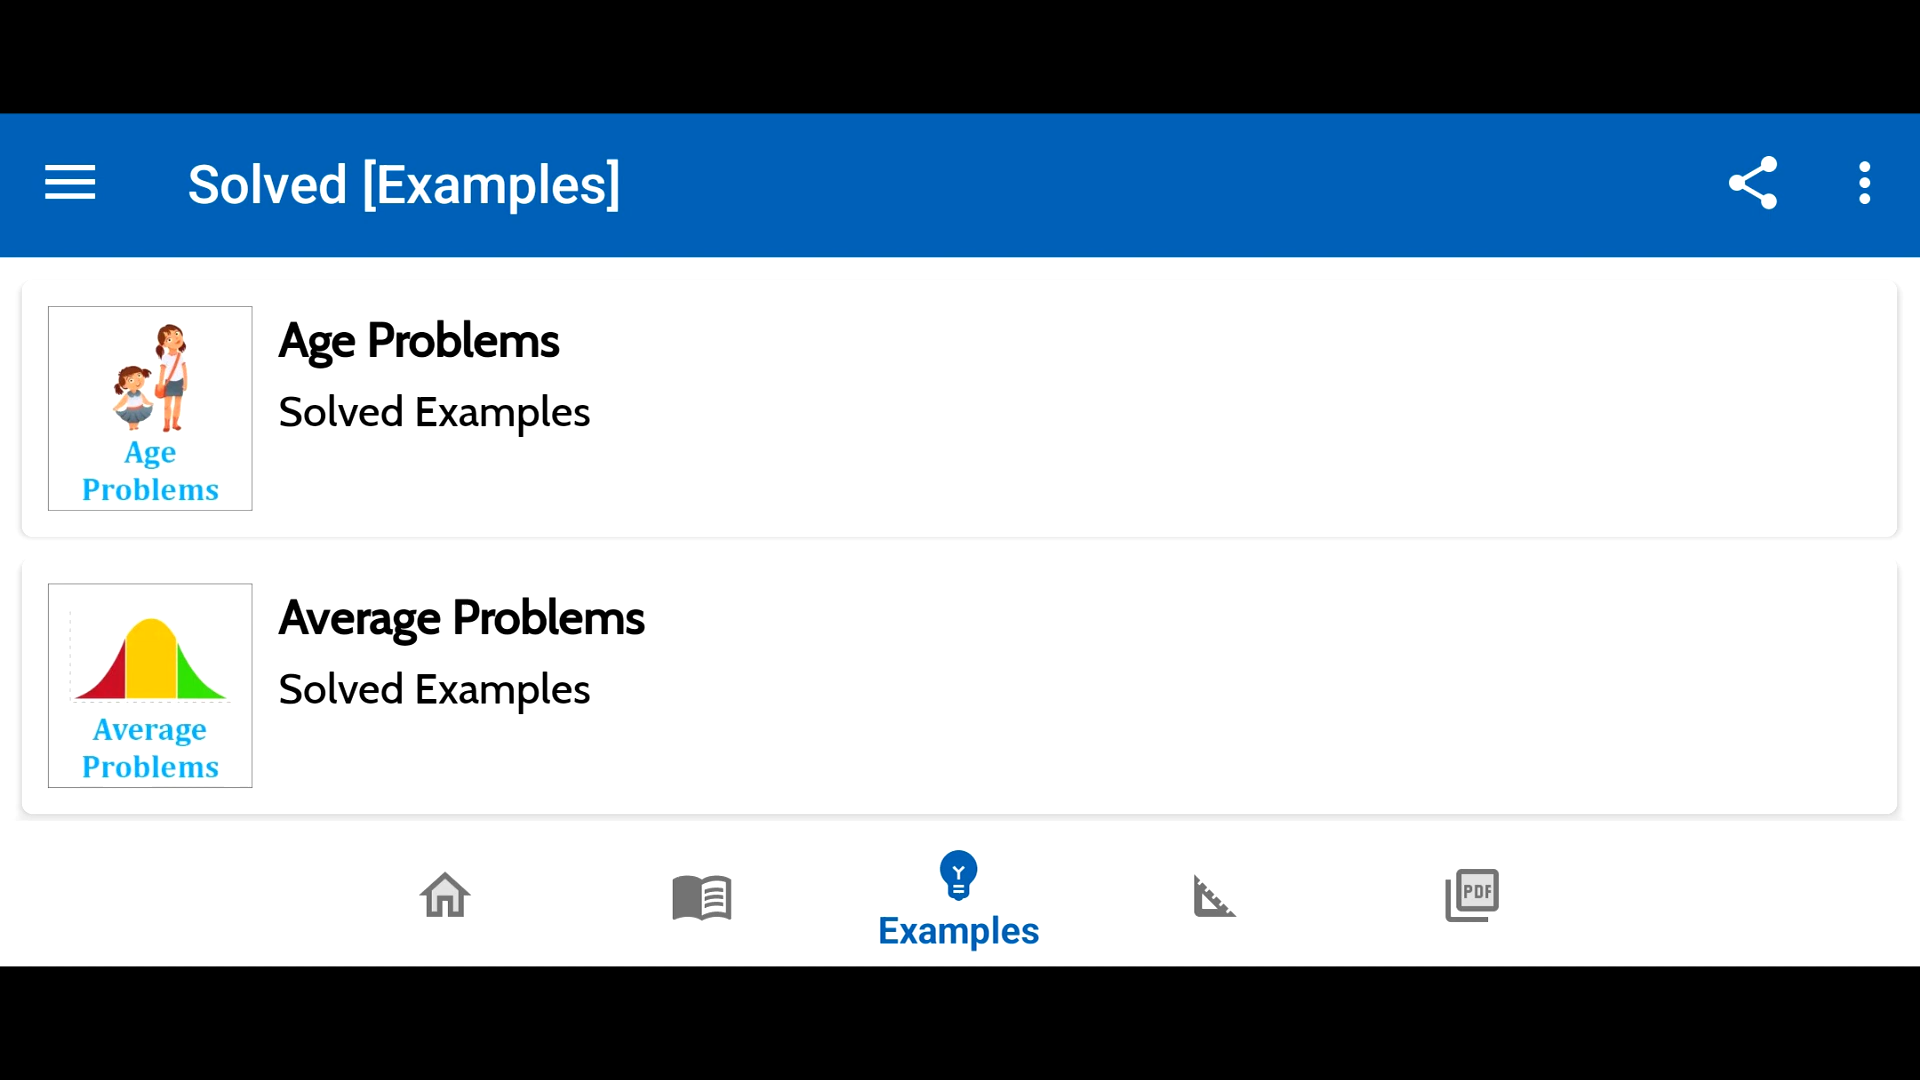 Solved [Examples]
Age Problems
Solved Examples
Age
Problems
Average Problems
Solved Examples
Average
Problems
Examples
PDF